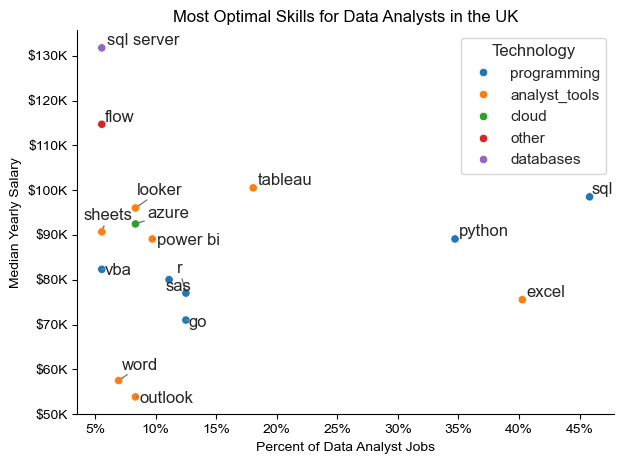 Most Optimal Skills for Data Analysts in the UK
$130K
$120K
$110K
$100K
$90K
$80K
$70K
$60K
$50K
Median Yearly Salary
sql server
flow
looker
azure
sheets
power bi
tableau
vba
r
sas
go
word
outlook
python
excel
sql
Technology
programming
analyst_tools
cloud
other
databases
5%
10%
15%
20%
25%
30%
35%
40%
45%
Percent of Data Analyst Jobs